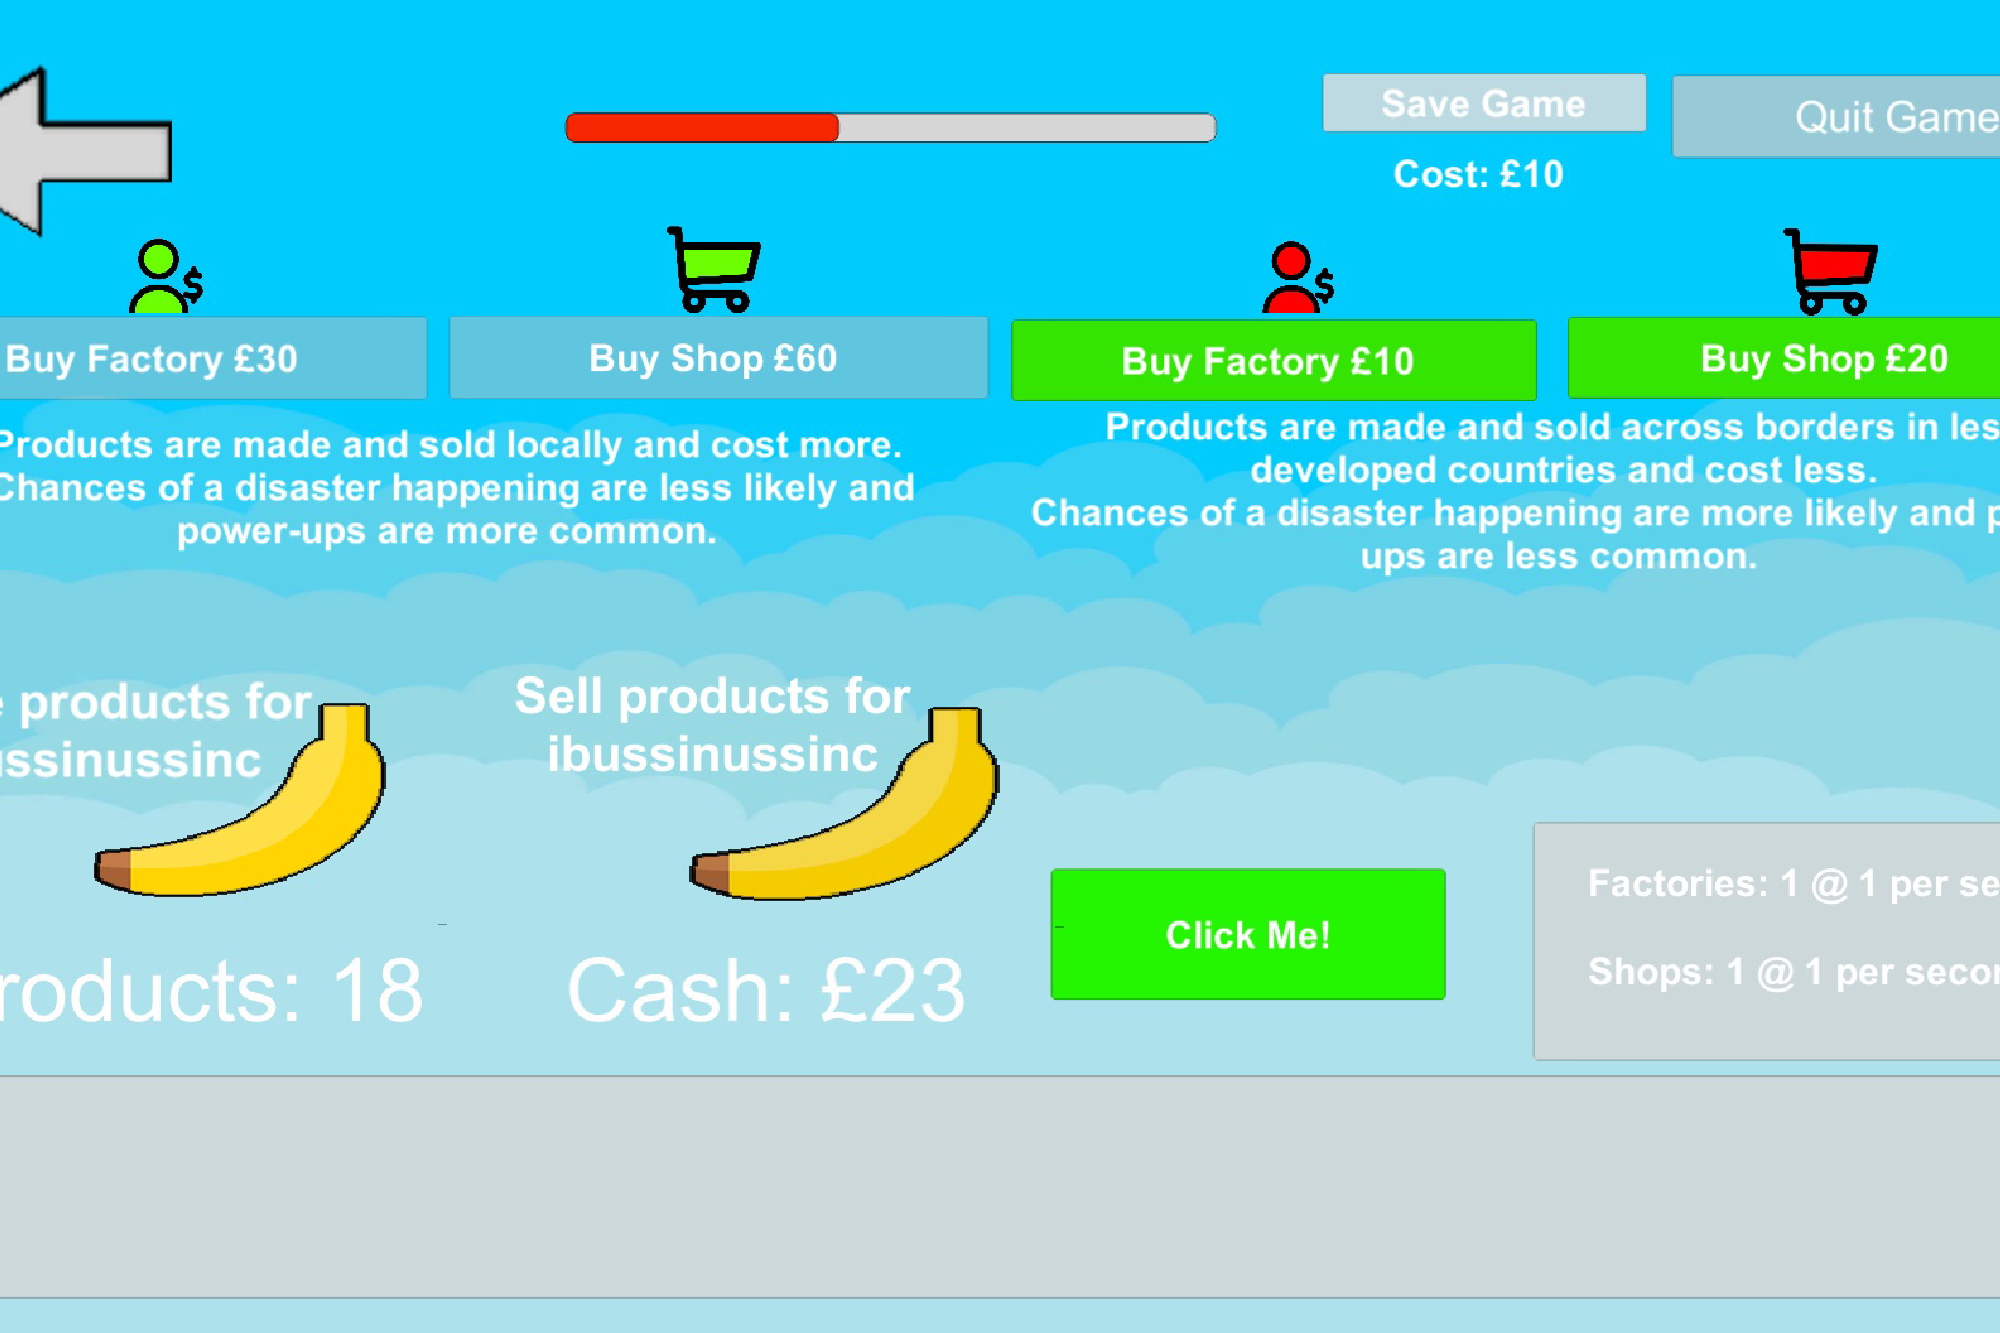 Save Game
Quit Game
Cost: £10
$
$
Buy Factory £30
Buy Shop £60
Buy Factory £10
Buy Shop £20
Products are made and sold locally and cost more.
Chances of a disaster happening are less likely and
power-ups are more common.
Products are made and sold across borders in les
developed countries and cost less.
Chances of a disaster happening are more likely and p
ups are less common.
e products for
ussinussinc
Sell products for
ibussinussinc
Factories: 1 @ 1 per se
Shops: 1 @ 1 per secon
Click Me!
roducts: 18
Cash: £23